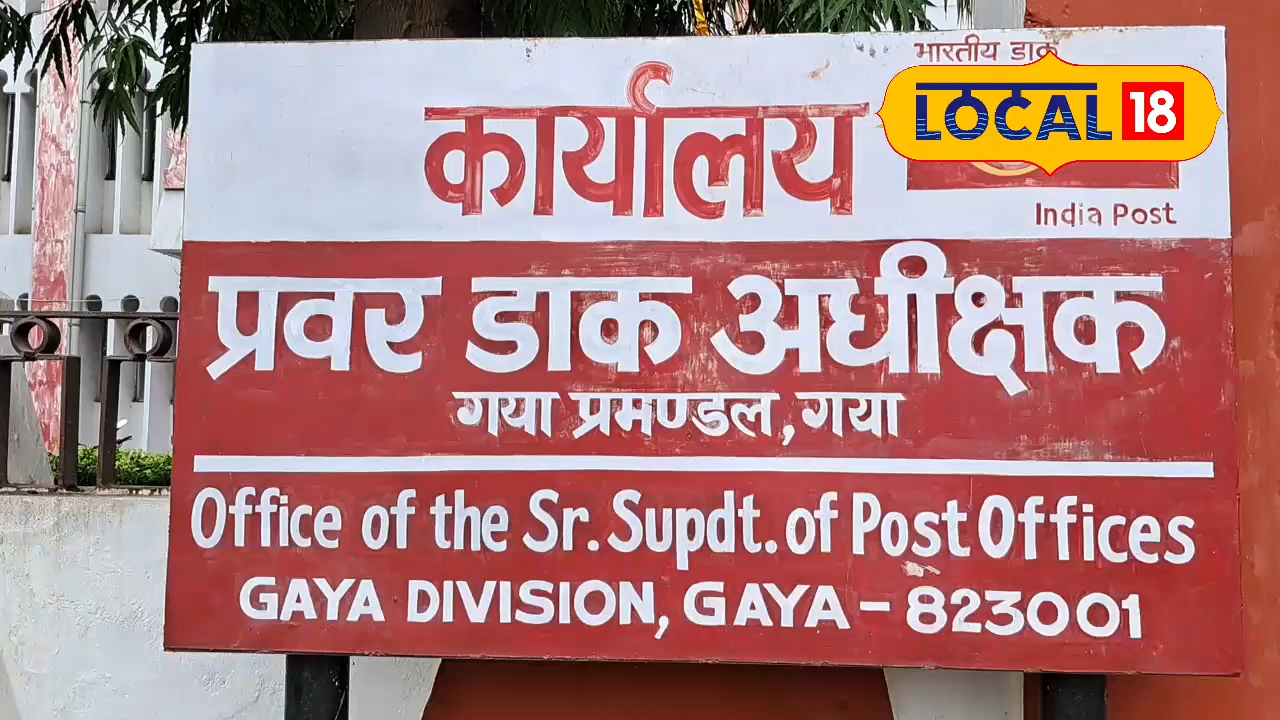 भारतीय डाक
LOCAL 18
कार्यालय
India Post
प्रवर डाक अधीक्षक
गया प्रमण्डल, गया
Office of the Sr. Supdt. of Post Offices
GAYA DIVISION, GAYA – 823001